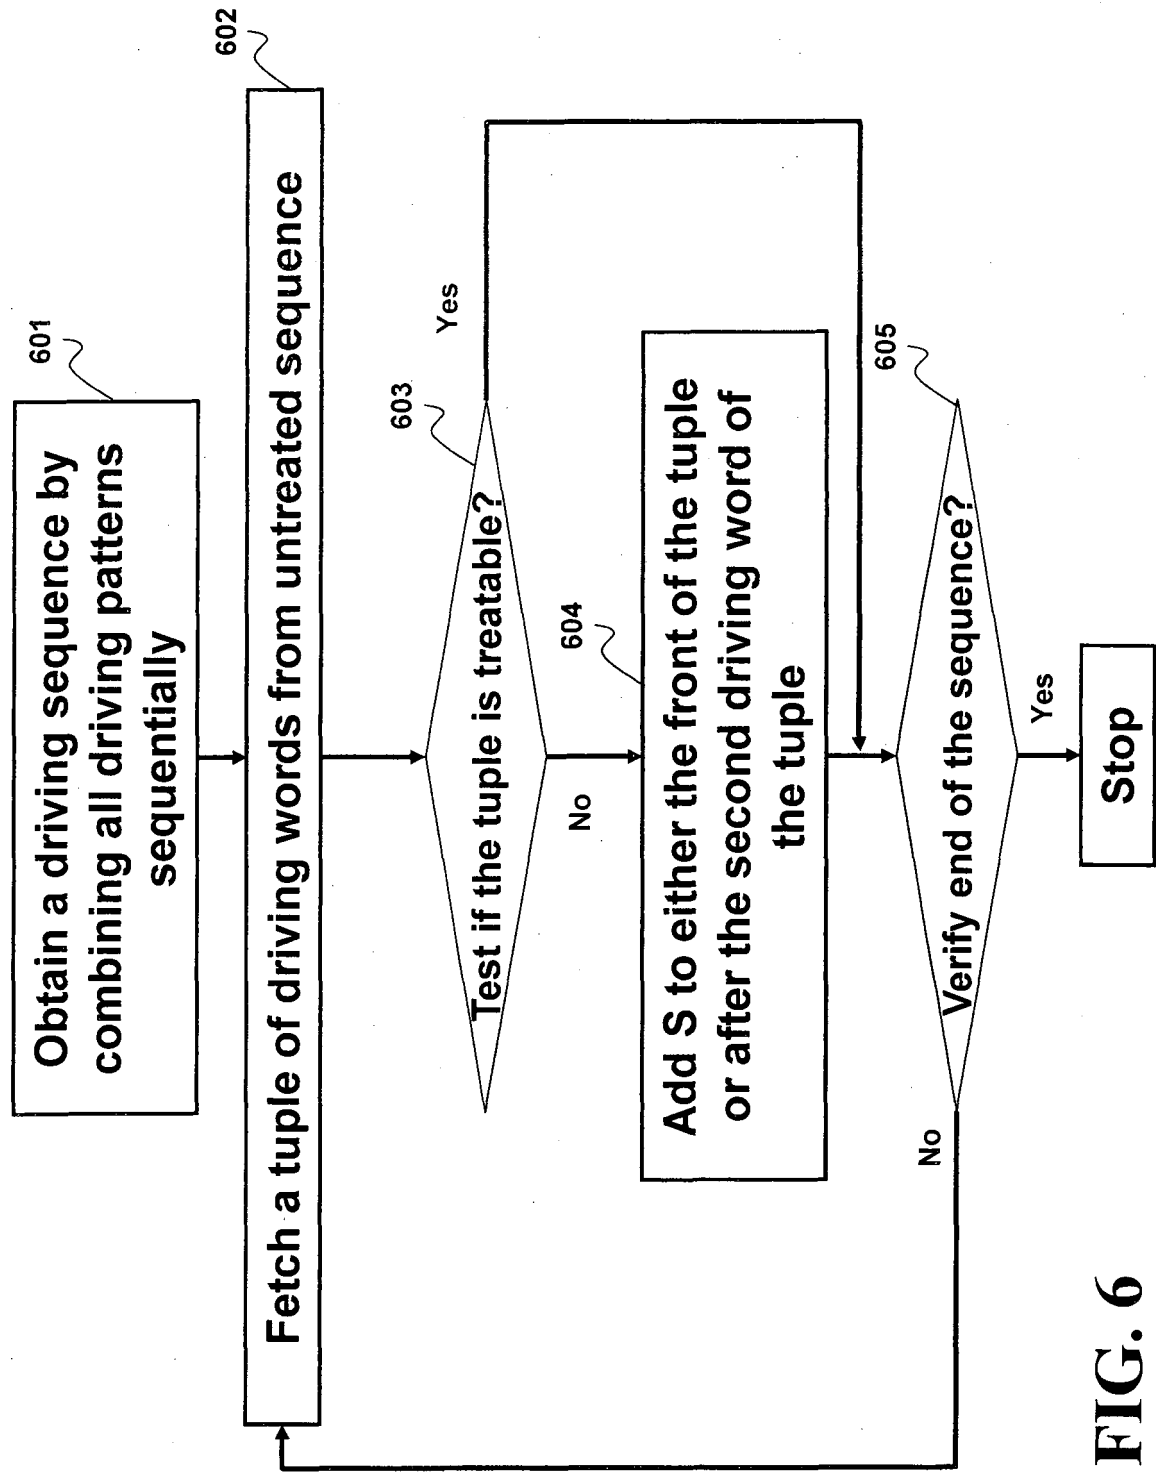 601
Obtain a driving sequence by
combining all driving patterns
sequentially
602
Fetch a tuple of driving words from untreated sequence
603
Test if the tuple is treatable?
Yes
No
604
Add S to either the front of the tuple
or after the second driving word of
the tuple
605
Verify end of the sequence?
No
Yes
Stop
FIG. 6